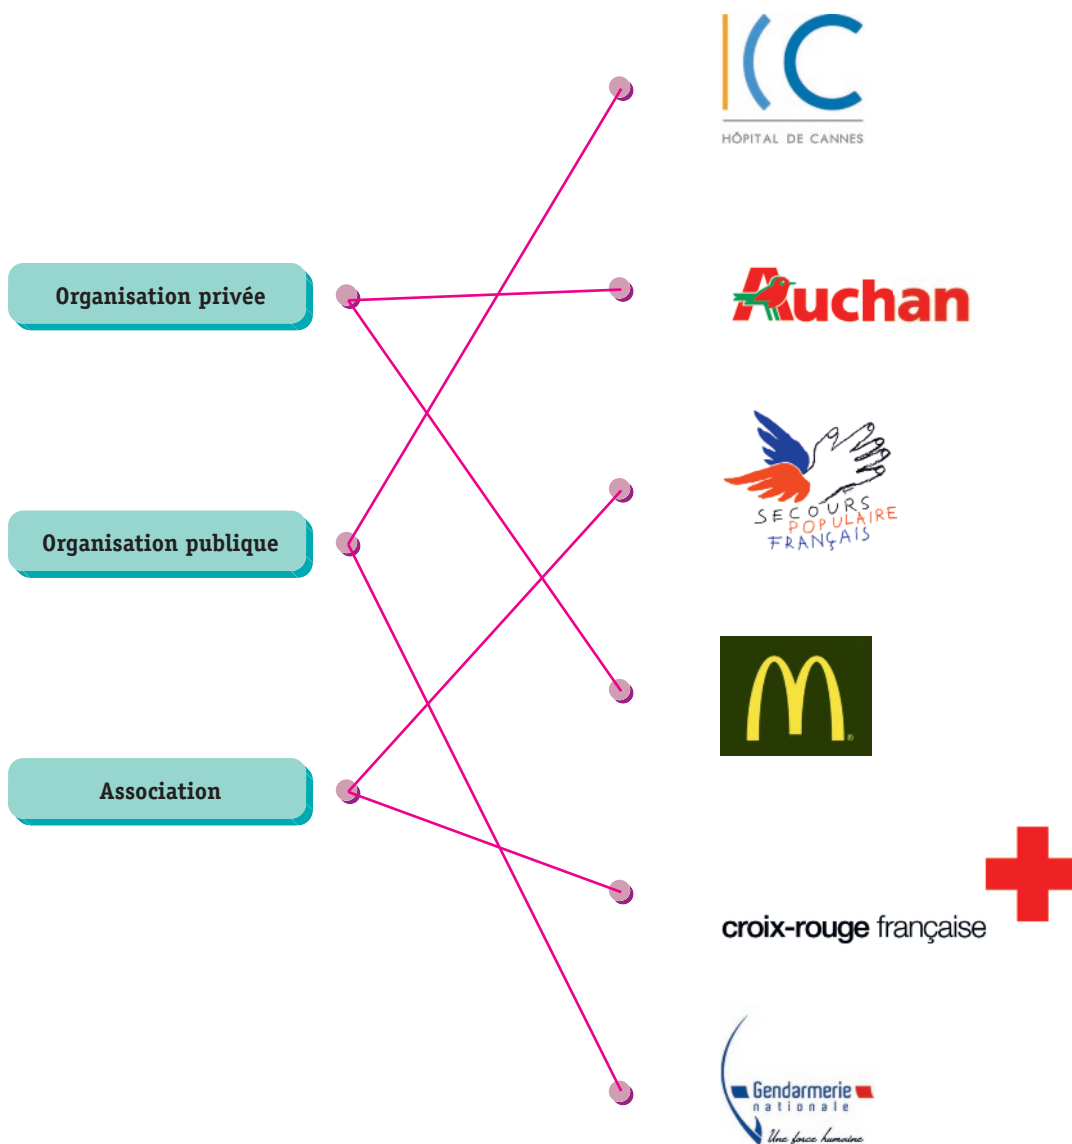 HÔPITAL DE CANNES
Organisation privée
Auchan
SECOURS
POPULAIRE
FRANÇAIS
Organisation publique
Association
croix-rouge française
Gendarmerie
nationale
Une force humaine